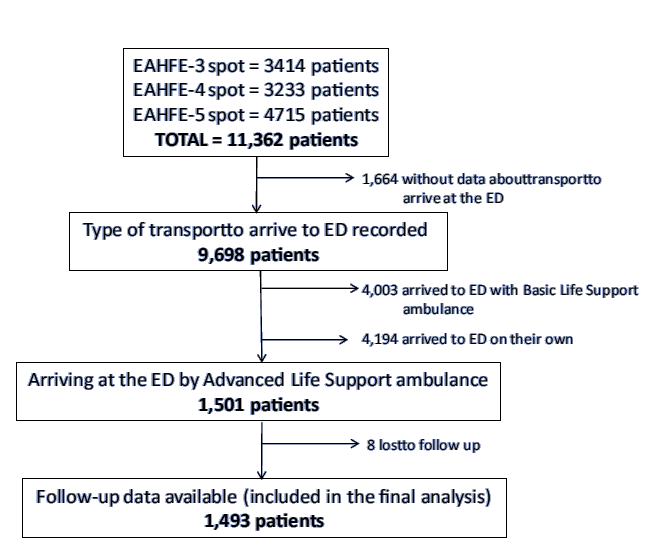 EAHFE-3 spot = 3414 patients
EAHFE-4 spot = 3233 patients
EAHFE-5 spot = 4715 patients
TOTAL = 11,362 patients
1,664 without data abouttransportto
arrive at the ED
Type of transportto arrive to ED recorded
9,698 patients
4,003 arrived to ED with Basic Life Support
ambulance
4,194 arrived to ED on their own
Arriving at the ED by Advanced Life Support ambulance
1,501 patients
8 lostto follow up
Follow-up data available (included in the final analysis)
1,493 patients